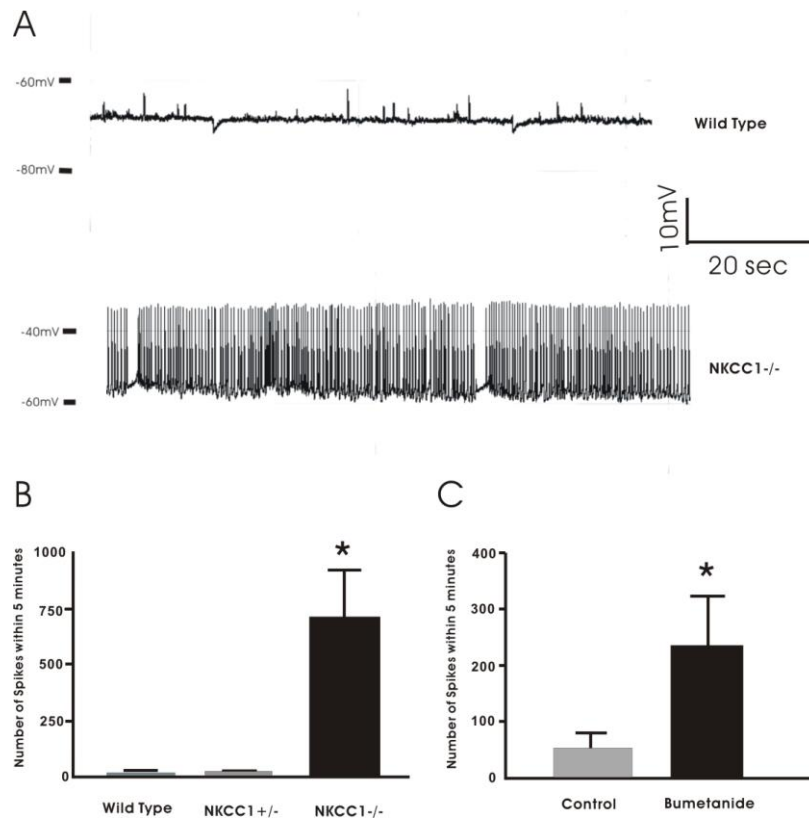 A
-60mV
Wild Type
-80mV
10mV
20 sec
-40mV
NKCC1-/-
-60mV
B
Number of Spikes within 5 minutes
1000
750
500
250
0
*
Wild Type NKCC1+/- NKCC1-/-
C
Number of Spikes within 5 minutes
400
300
200
100
0
*
Control Bumetanide